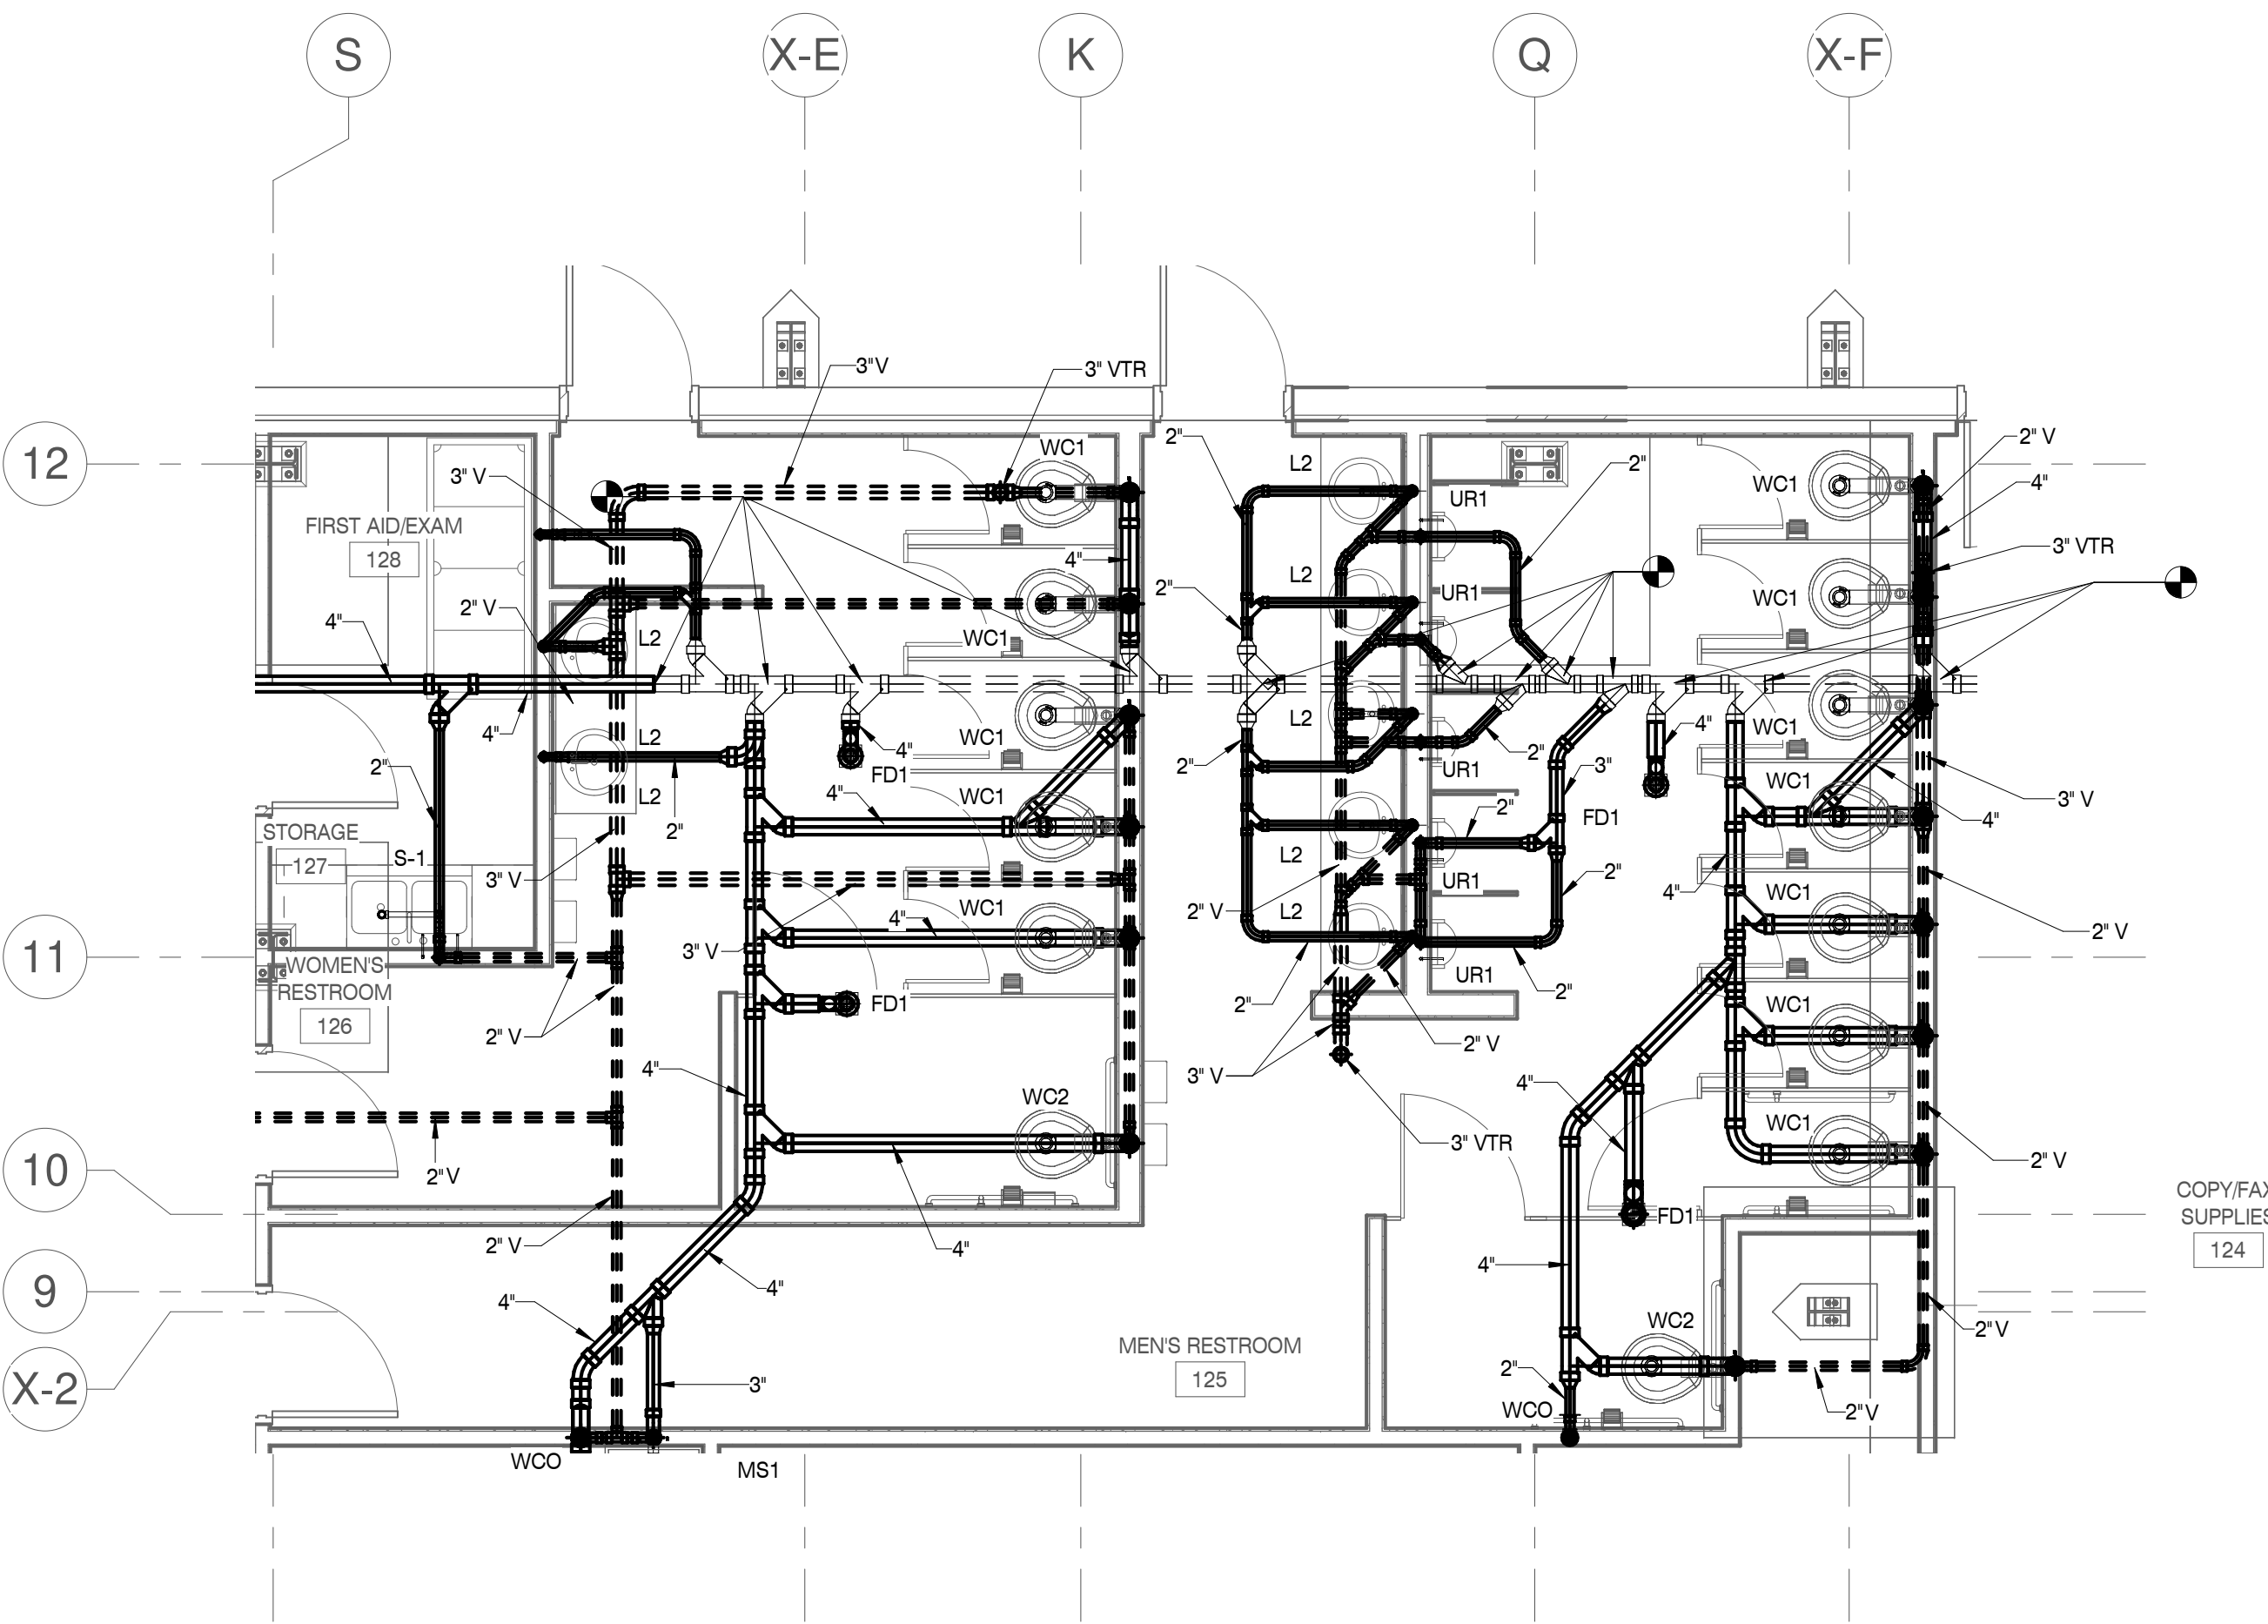 S
X-E
K
Q
X-F
3"V
3" VTR
12
2"
L2
WC1
WC1
2"
UR1
WC1
2" V
4"
3" V
FIRST AID/EXAM
128
4"
3" VTR
2" V
4"
L2
WC1
2"
L2
UR1
WC1
4"
L2
WC1
4"
FD1
2"
L2
2"
UR1
3"
4"
WC1
WC1
3" V
2"
L2
2"
4"
WC1
2"
FD1
4"
STORAGE
127
S-1
3" V
4"
WC1
L2
UR1
2"
4"
WC1
2" V
L2
2" V
11
WOMEN'S
RESTROOM
126
3" V
FD1
2"
UR1
2"
WC1
2" V
4"
3" V
2" V
4"
WC2
4"
WC1
10
2"V
3" VTR
2" V
2" V
4"
FD1
COPY/FAX
SUPPLIES
124
9
4"
4"
4"
2"V
X-2
3"
MEN'S RESTROOM
125
WC2
2"
WCO
2"V
WCO
MS1